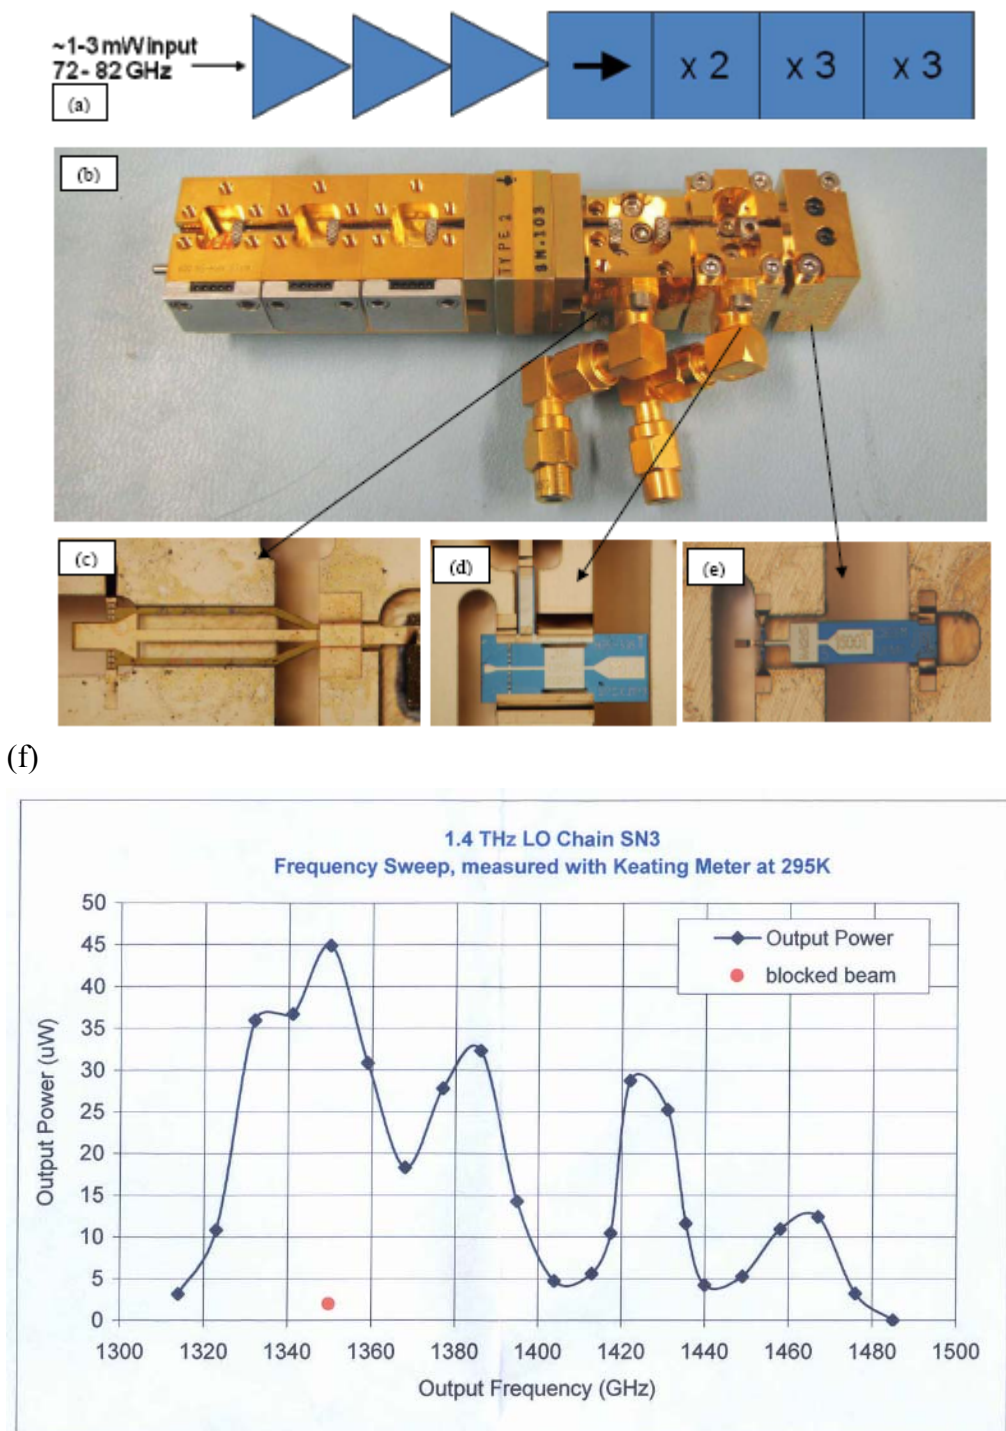 ~1-3 mW input
72 - 82 GHz
(a)
x 2
x 3
x 3
(b)
TYPE 2
SN.103
(c)
(d)
(e)
(f)
1.4 THz LO Chain SN3
Frequency Sweep, measured with Keating Meter at 295K
50
45
40
35
30
25
20
15
10
5
0
Output Power (uW)
Output Power
blocked beam
1300
1320
1340
1360
1380
1400
1420
1440
1460
1480
1500
Output Frequency (GHz)